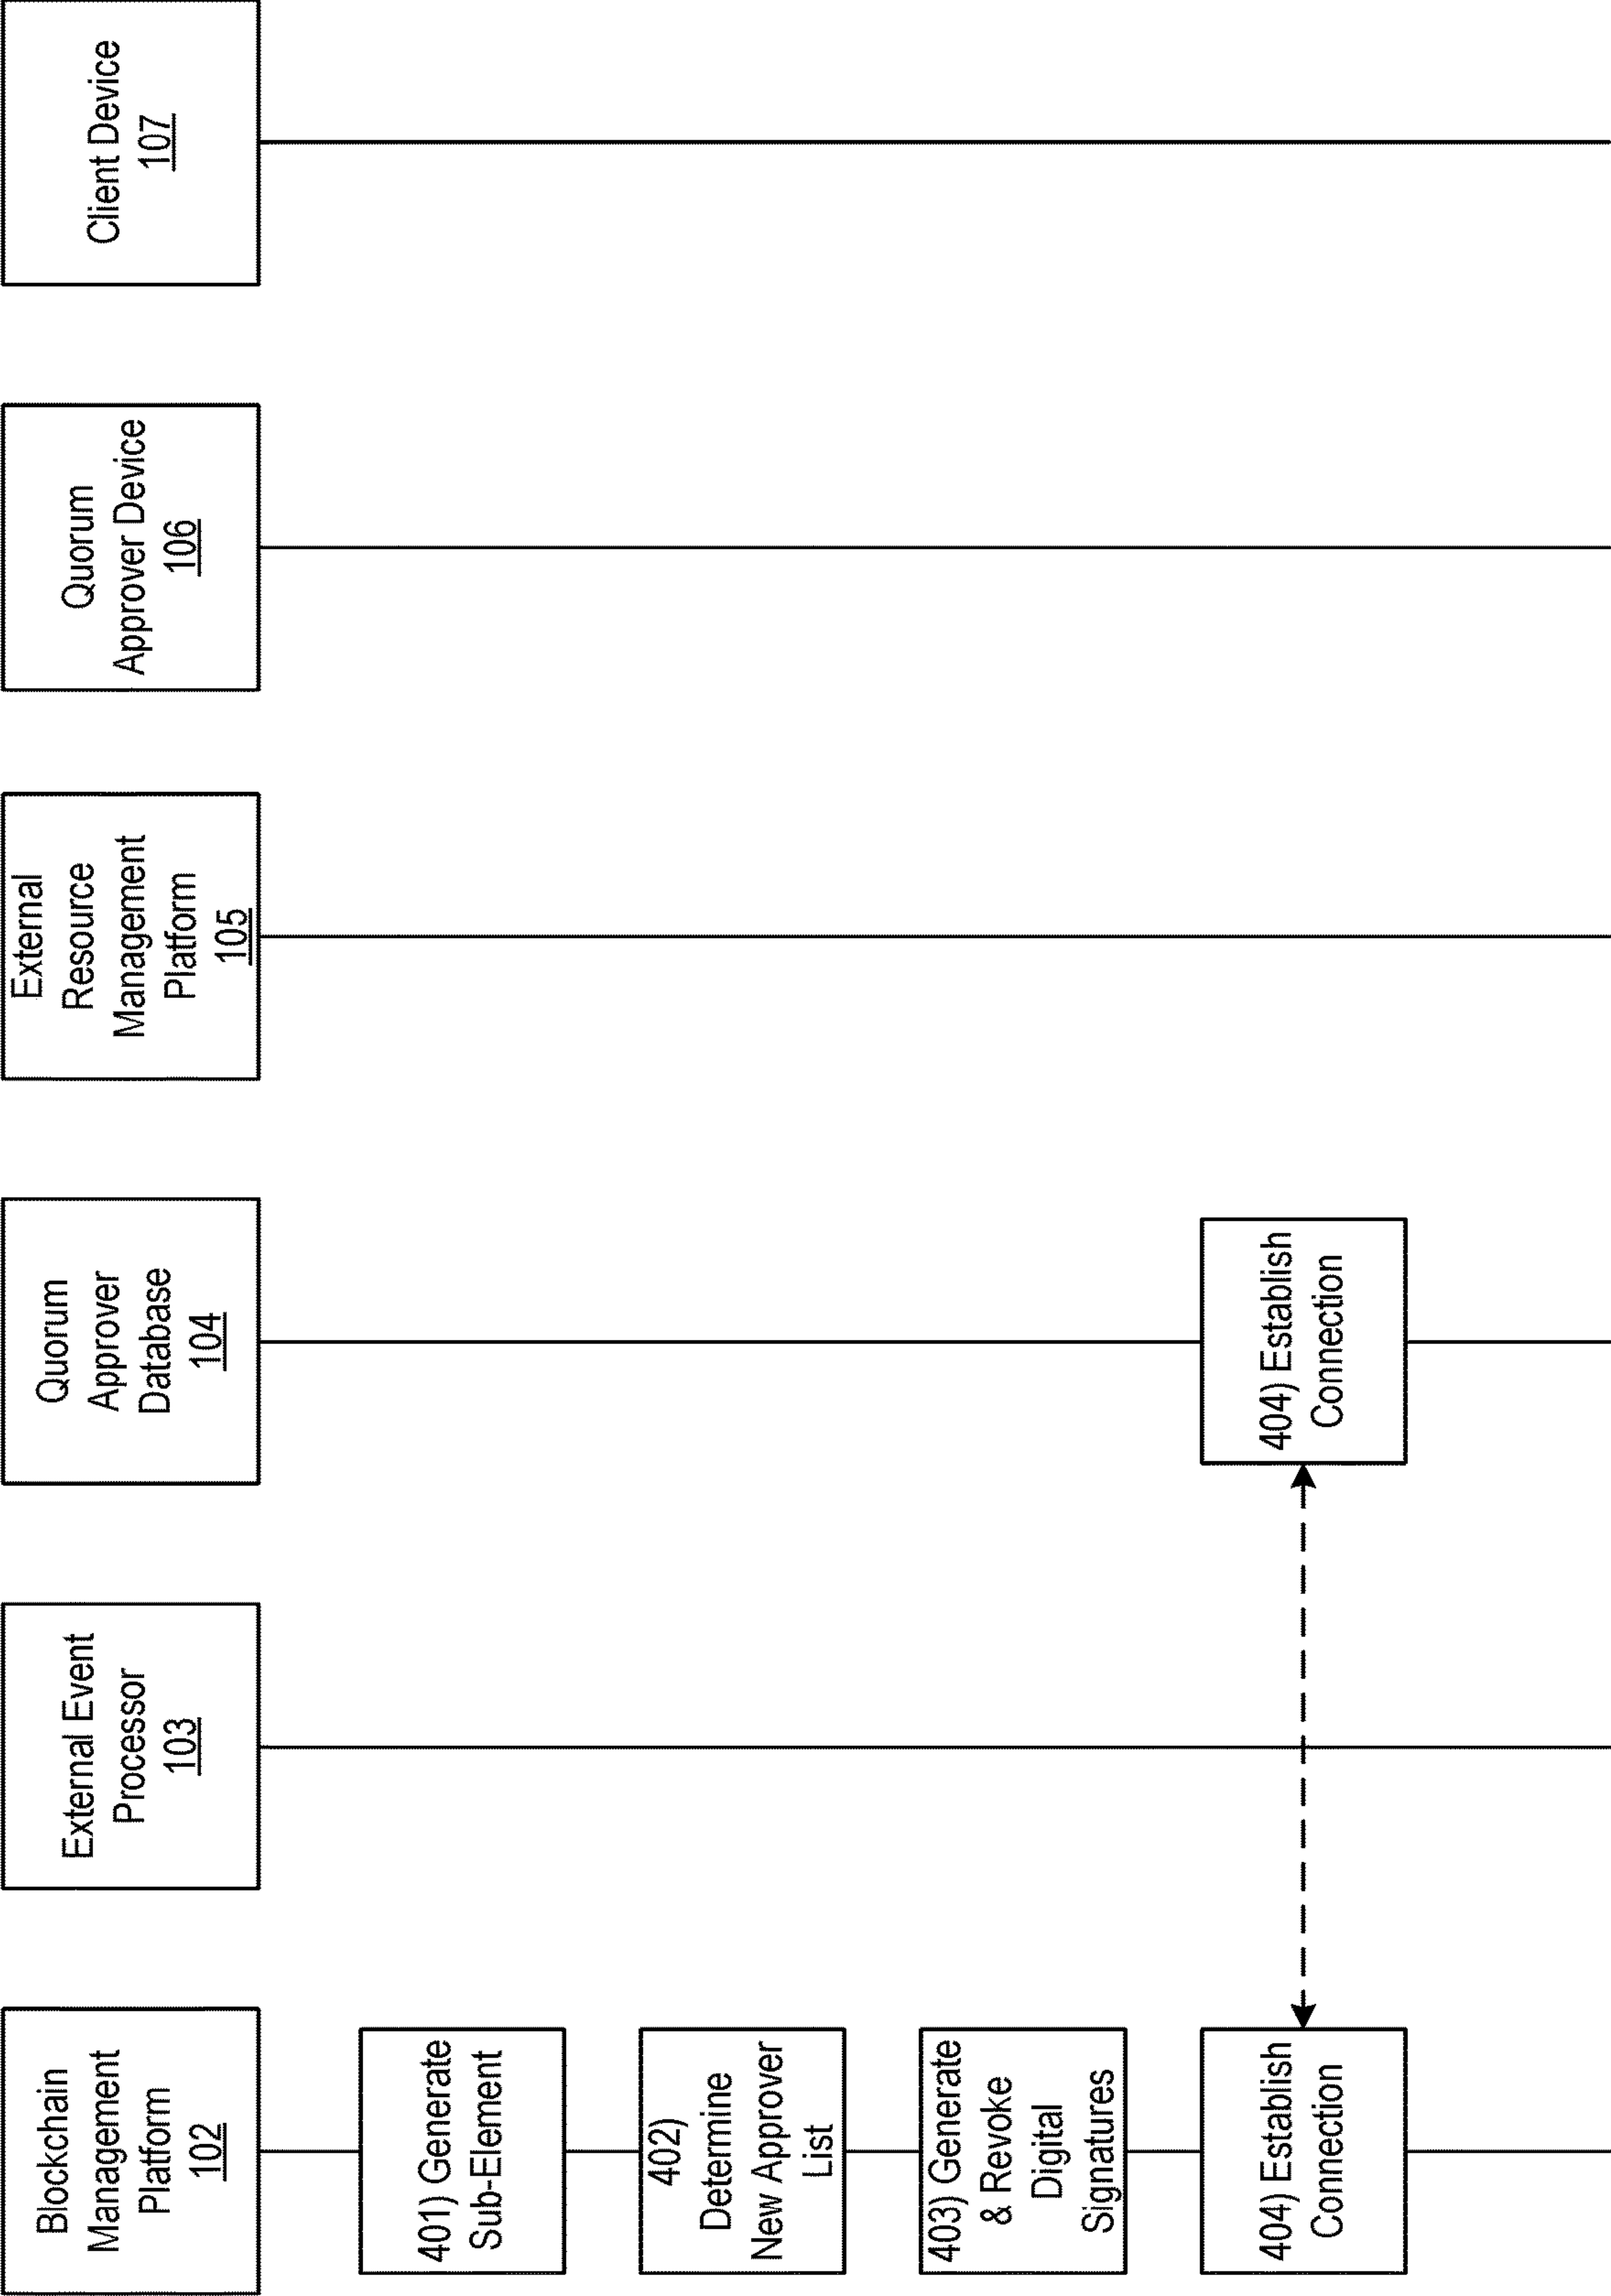 Blockchain
Management
Platform
102
External Event
Processor
103
Quorum
Approver
Database
104
External
Resource
Management
Platform
105
Quorum
Approver Device
106
Client Device
107
401) Generate
Sub-Element
402)
Determine
New Approver
List
403) Generate
& Revoke
Digital
Signatures
404) Establish
Connection
404) Establish
Connection